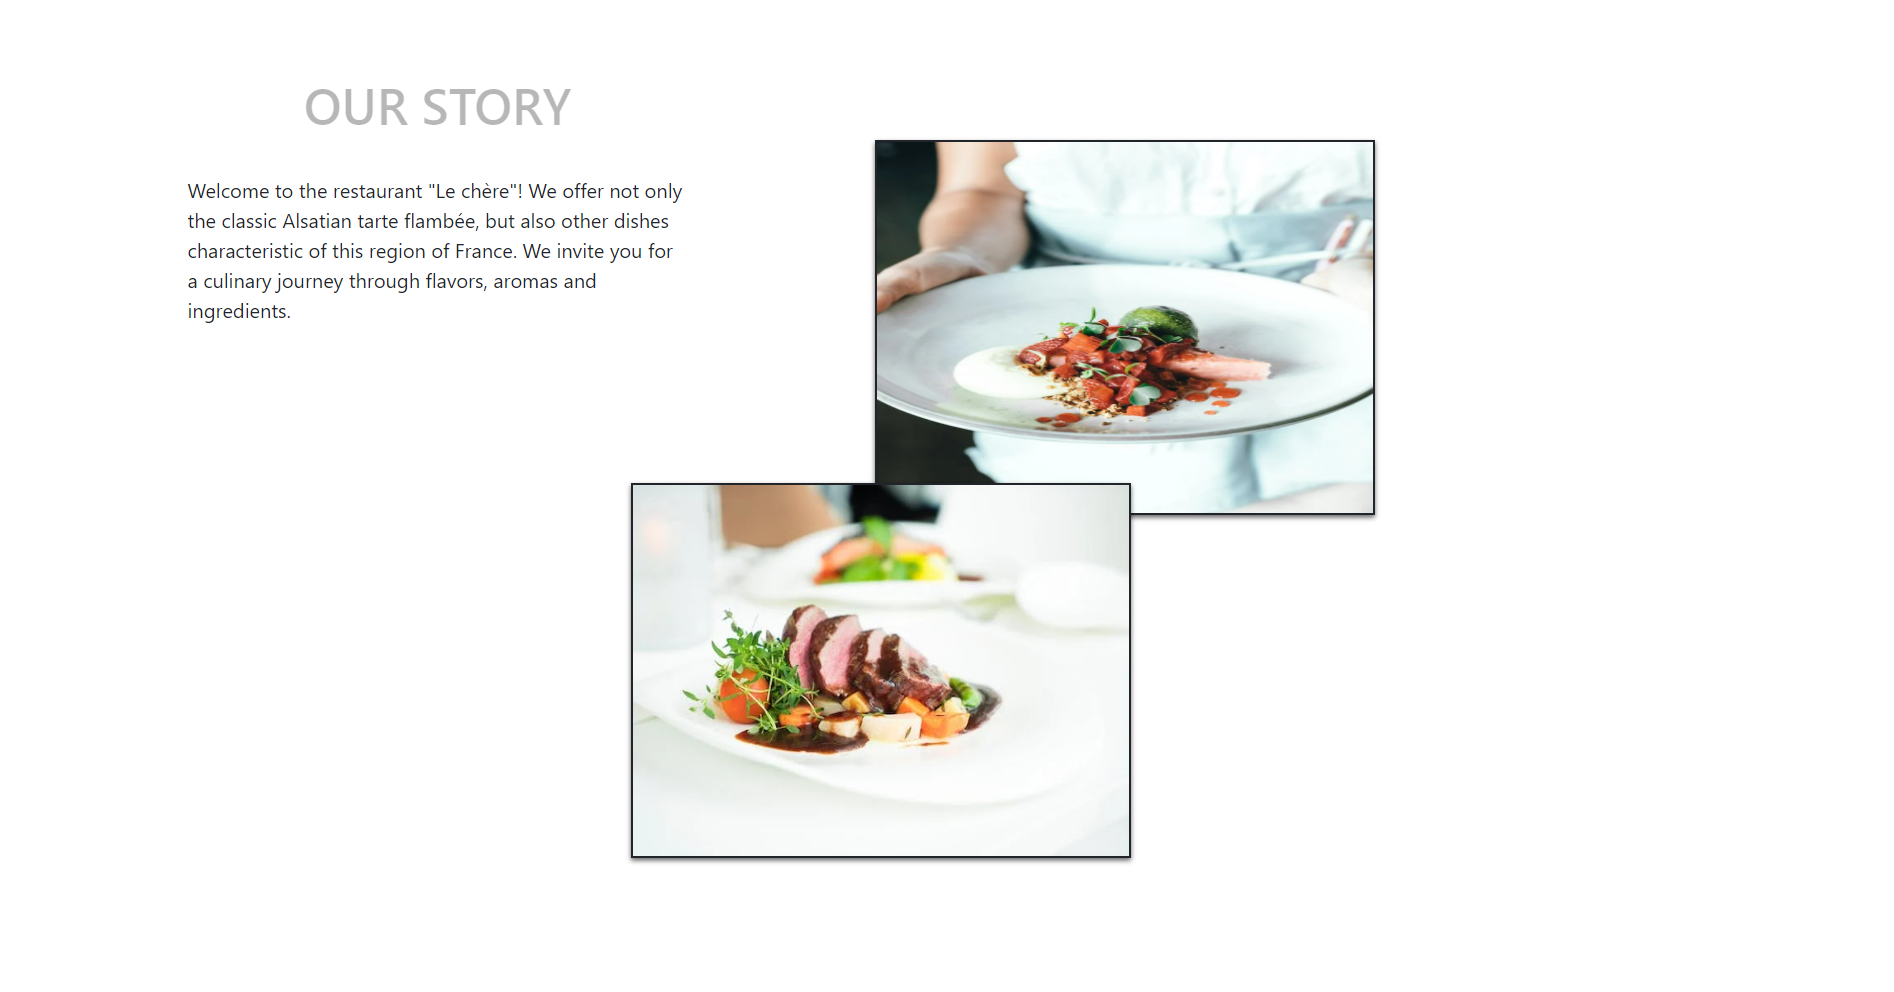 OUR STORY
Welcome to the restaurant "Le chère"! We offer not only
the classic Alsatian tarte flambée, but also other dishes
characteristic of this region of France. We invite you for
a culinary journey through flavors, aromas and
ingredients.